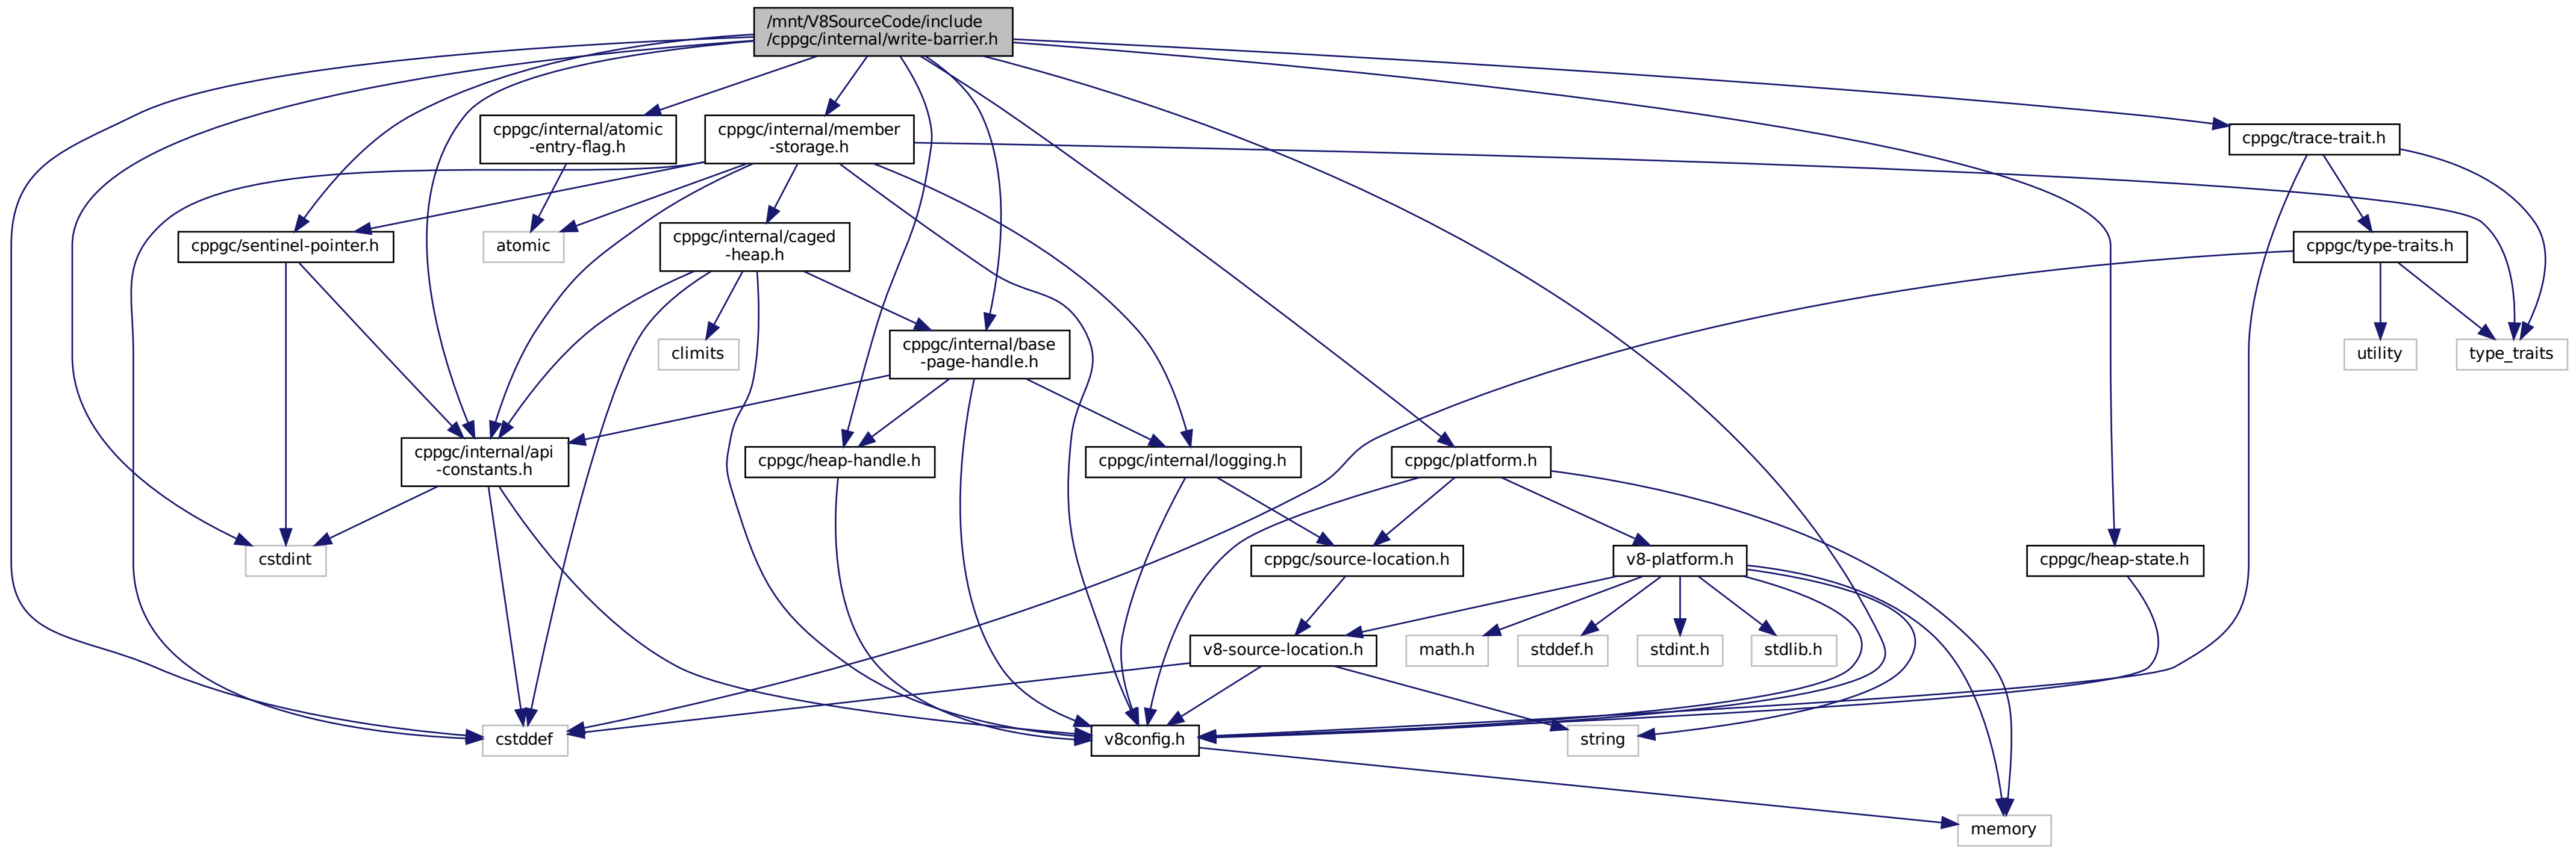 /mnt/V8SourceCode/include
/cppgc/internal/write-barrier.h
cppgc/internal/atomic
-entry-flag.h
cppgc/internal/member
-storage.h
cppgc/trace-trait.h
cppgc/sentinel-pointer.h
atomic
cppgc/internal/caged
-heap.h
cppgc/type-traits.h
climits
cppgc/internal/base
-page-handle.h
utility
type_traits
cppgc/internal/api
-constants.h
cppgc/heap-handle.h
cppgc/internal/logging.h
cppgc/platform.h
cstdint
cppgc/source-location.h
v8-platform.h
cppgc/heap-state.h
v8-source-location.h
math.h
stddef.h
stdint.h
stdlib.h
cstddef
v8config.h
string
memory